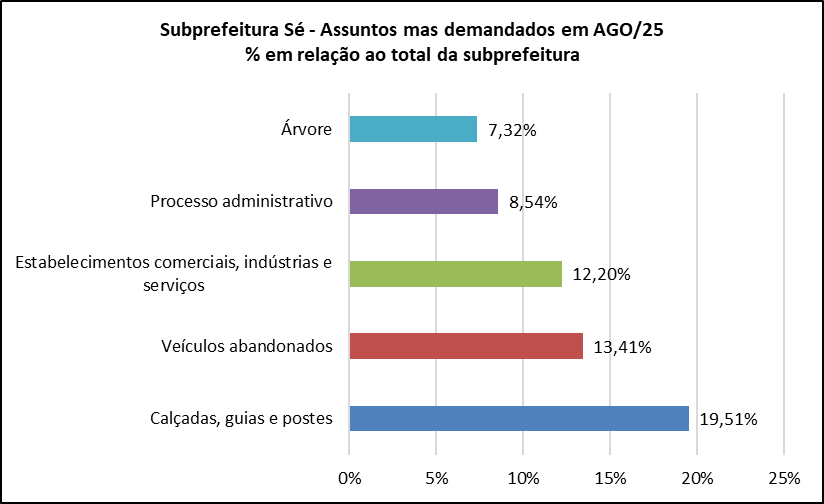 Subprefeitura Sé - Assuntos mas demandados em AGO/25
% em relação ao total da subprefeitura
Árvore
7,32%
Processo administrativo
8,54%
Estabelecimentos comerciais, indústrias e
serviços
12,20%
Veículos abandonados
13,41%
Calçadas, guias e postes
19,51%
0%
5%
10%
15%
20%
25%